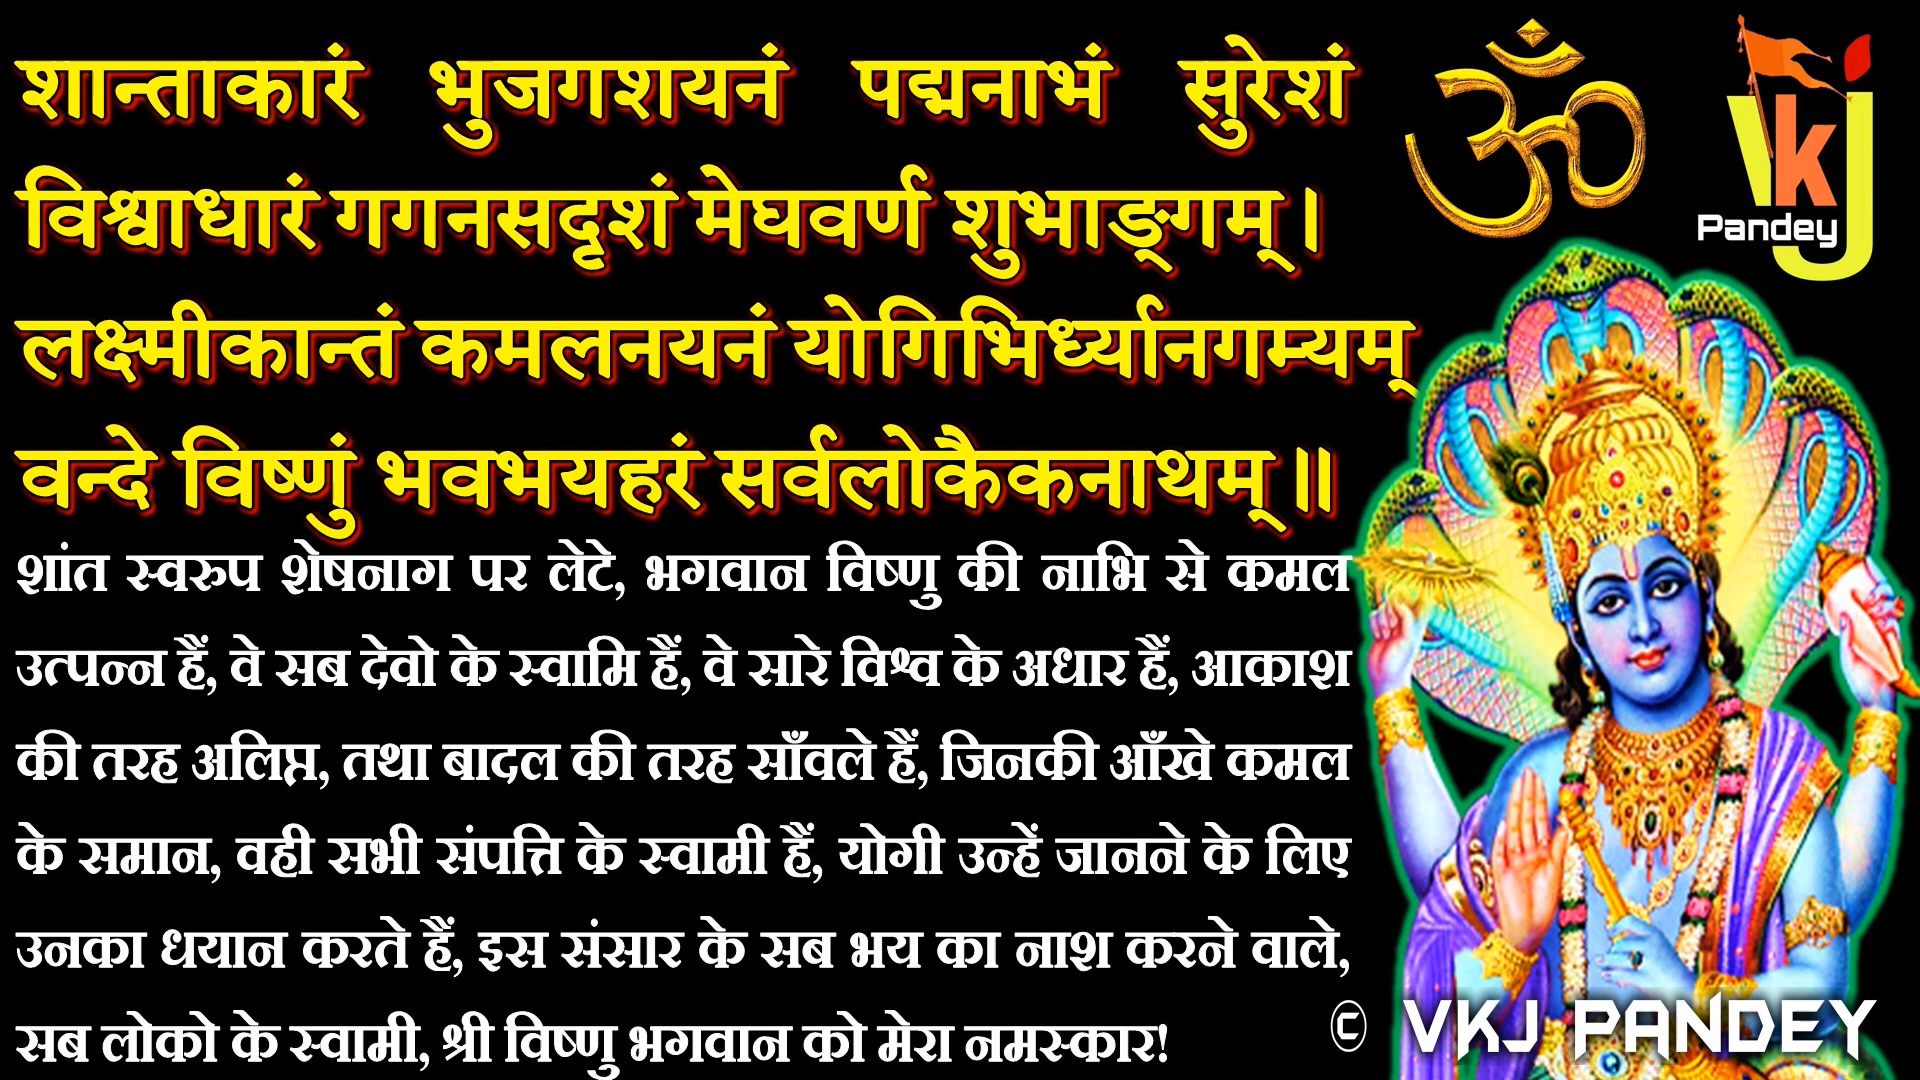 शान्ताकारं भुजगशयनं पद्मनाभं सुरेशं
विश्वाधारं गगनसदृशं मेघवर्ण शुभाङ्गम्।
लक्ष्मीकान्तं कमलनयनं योगिभिर्ध्यानगम्यम्
वन्दे विष्णुं भवभयहरं सर्वलोकैकनाथम्॥
शांत स्वरुप शेषनाग पर लेटे, भगवान विष्णु की नाभि से कमल
उत्पन्न हैं, वे सब देवो के स्वामि हैं, वे सारे विश्व के अधार हैं, आकाश
की तरह अलिप्त, तथा बादल की तरह साँवले हैं, जिनकी आँखे कमल
के समान, वही सभी संपत्ति के स्वामी हैं, योगी उन्हें जानने के लिए
उनका धयान करते हैं, इस संसार के सब भय का नाश करने वाले,
सब लोको के स्वामी, श्री विष्णु भगवान को मेरा नमस्कार!
ॐ
VKJ
Pandey
© VKJ PANDEY